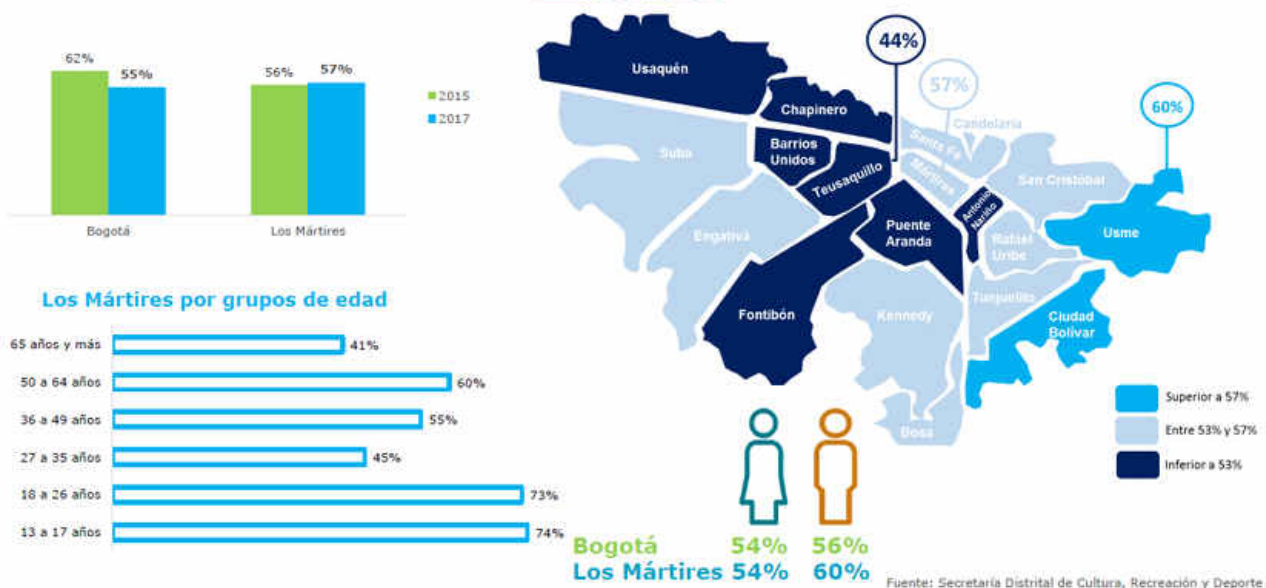 62%
55%
56%
57%
2015
2017
Bogotá
Los Mártires
Los Mártires por grupos de edad
65 años y más
41%
50 a 64 años
60%
36 a 49 años
55%
27 a 35 años
45%
18 a 26 años
73%
13 a 17 años
74%
44%
57%
60%
Usaquén
Chapinero
Candelaria
Santa Fe
Barrios
Unidos
Suba
Teusaquillo
Mártires
San Cristóbal
Antonio
Nariño
Usme
Puente
Aranda
Rafael
Uribe
Engativá
Tunjuelito
Fontibón
Kennedy
Ciudad
Bolívar
Bosa
Superior a 57%
Entre 53% y 57%
Inferior a 53%
Bogotá 54% 56%
Los Mártires 54% 60%
Fuente: Secretaría Distrital de Cultura, Recreación y Deporte